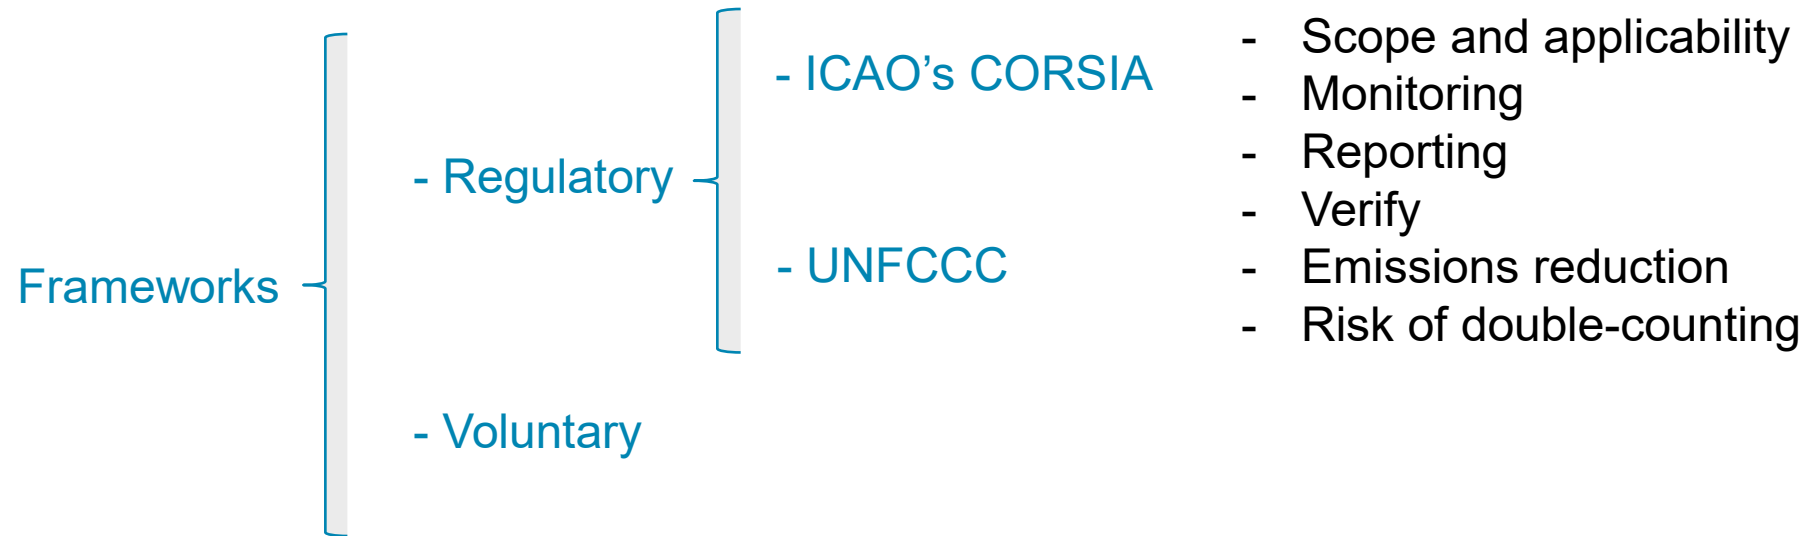 Frameworks
- Regulatory
- Voluntary
- ICAO’s CORSIA
- UNFCCC
- Scope and applicability
- Monitoring
- Reporting
- Verify
- Emissions reduction
- Risk of double-counting